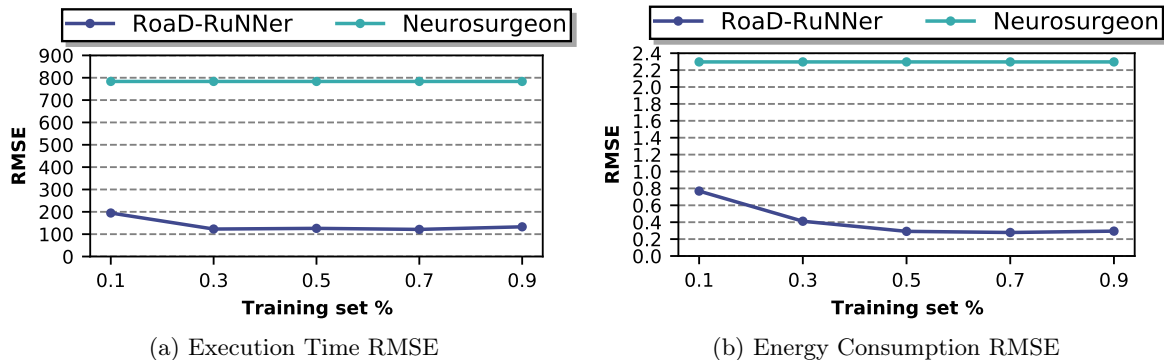 RoaD-RuNNer Neurosurgeon
900
800
700
600
500
400
300
200
100
0
RMSE
0.1 0.3 0.5 0.7 0.9
Training set %
(a) Execution Time RMSE
RoaD-RuNNer Neurosurgeon
2.4
2.2
2.0
1.8
1.6
1.4
1.2
1.0
0.8
0.6
0.4
0.2
0.0
RMSE
0.1 0.3 0.5 0.7 0.9
Training set %
(b) Energy Consumption RMSE